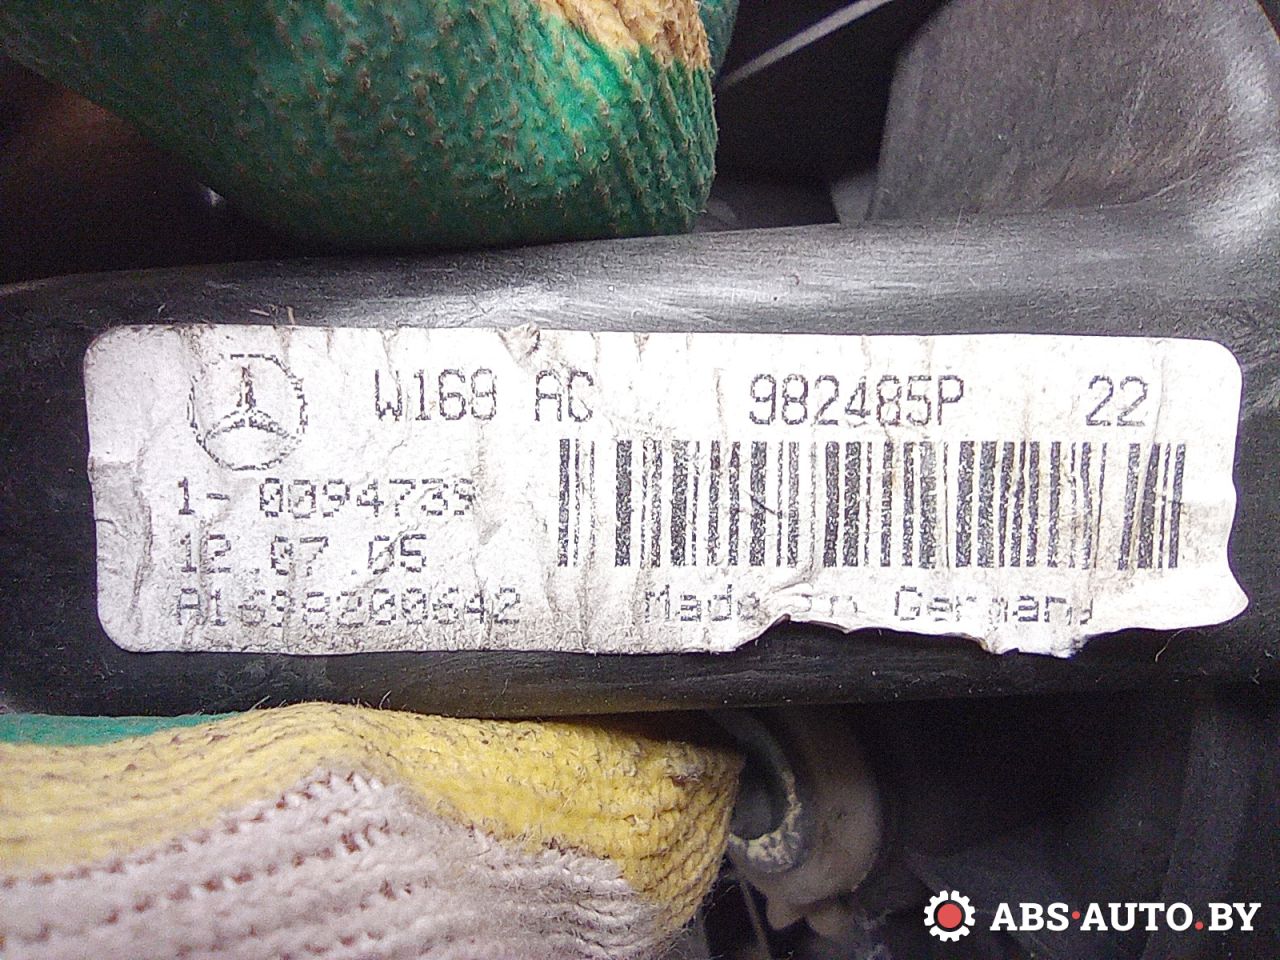 W169 AC 982485P 22
1- 0094739
12.07.05
A1698200642 Made in Germany
ABS·AUTO.BY